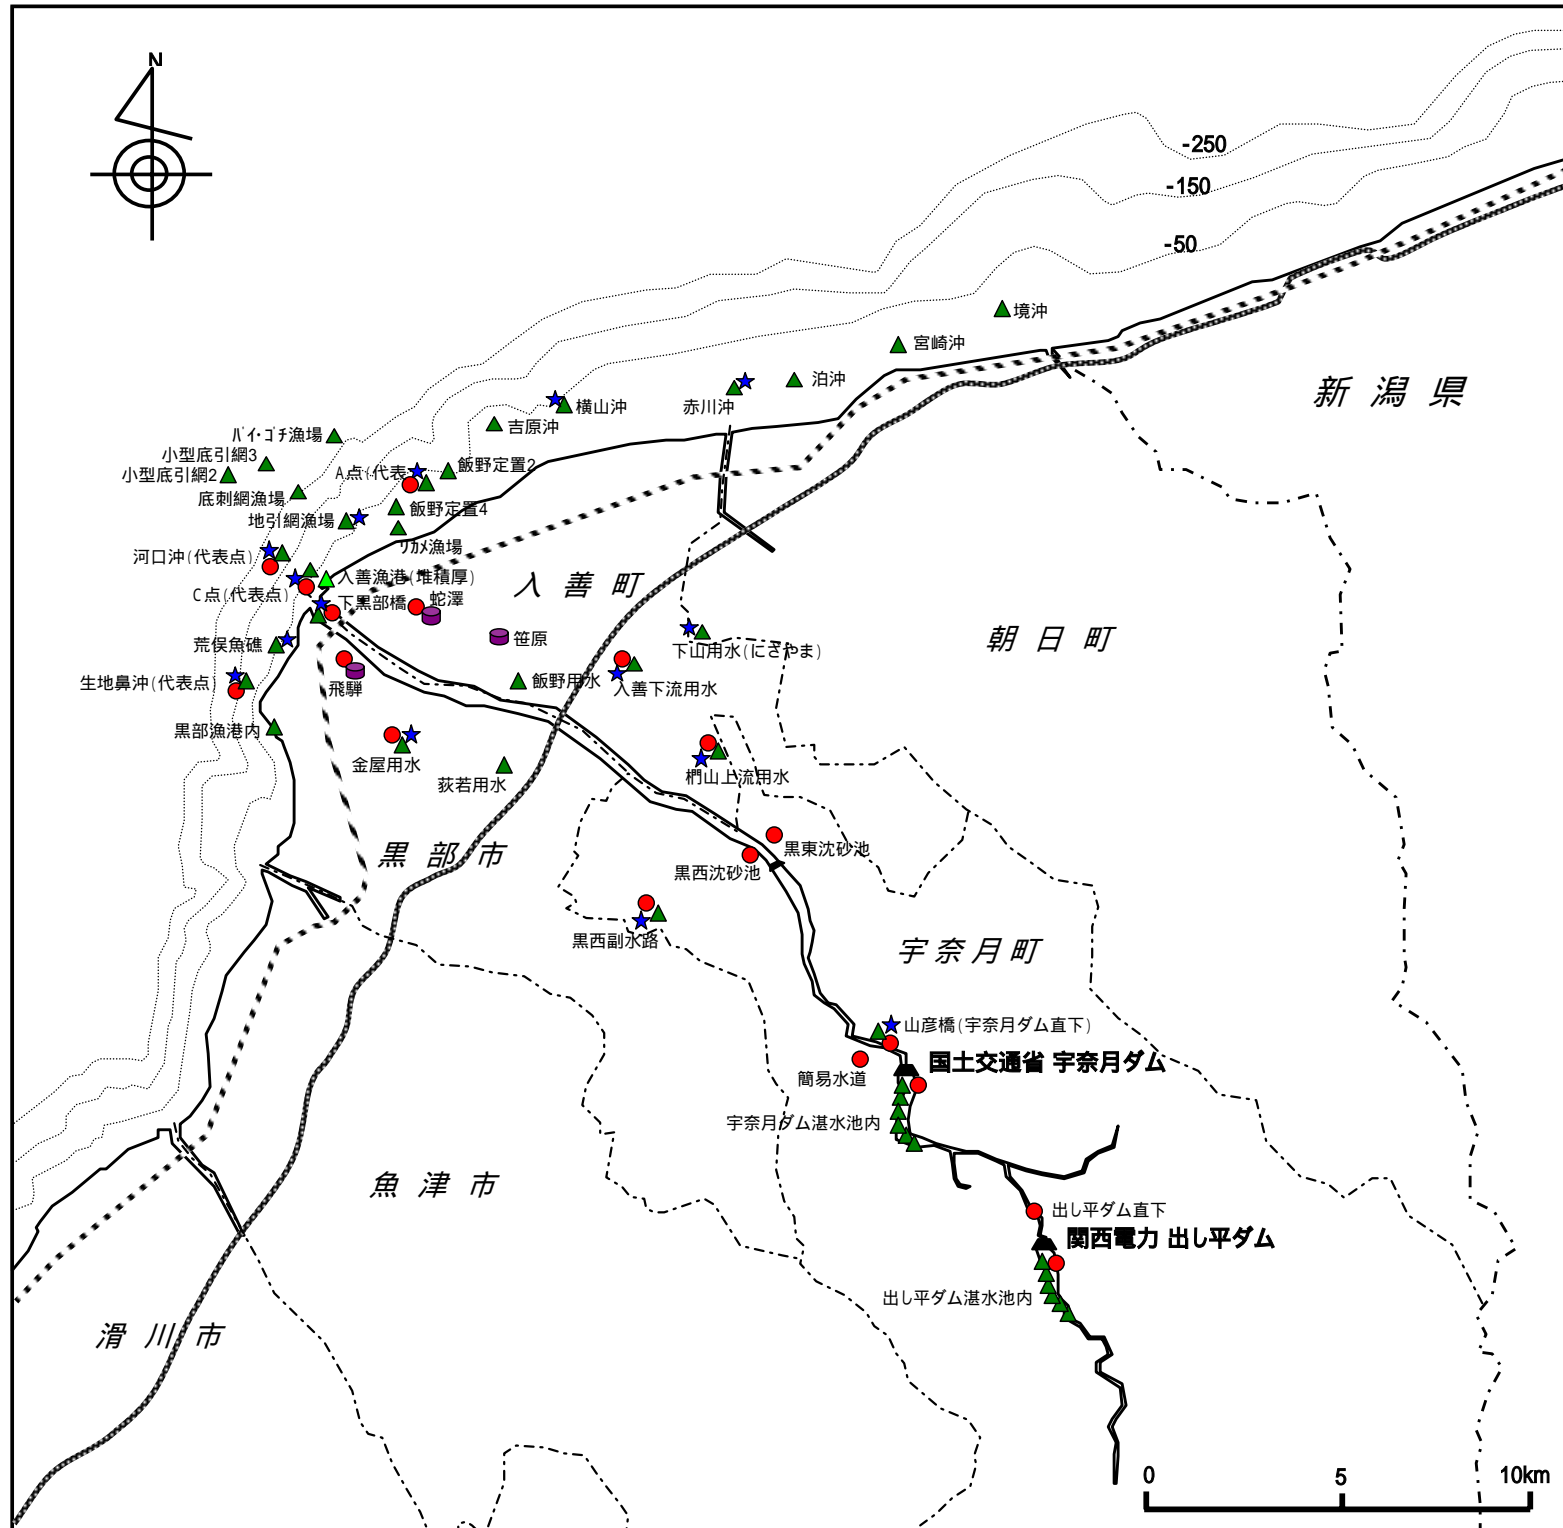 N
-250
-150
-50
境沖
宮崎沖
泊沖
赤川沖
新潟県
横山沖
吉原沖
ﾊﾞｲ・ｺﾞﾁ漁場
小型底引網3
小型底引網2
底刺網漁場
A点(代表
飯野定置2
飯野定置4
地引網漁場
ﾜｶﾒ漁場
河口沖(代表点)
入善漁港(堆積厚)
C点(代表点)
下黒部橋
蛇澤
入善町
笹原
朝日町
荒俣魚礁
下山用水(にざやま)
生地鼻沖(代表点)
飛騨
飯野用水
入善下流用水
黒部漁港内
金屋用水
荻若用水
椚山上流用水
黒部市
黒東沈砂池
黒西沈砂池
黒西副水路
宇奈月町
山彦橋(宇奈月ダム直下)
国土交通省 宇奈月ダム
簡易水道
宇奈月ダム湛水池内
魚津市
出し平ダム直下
関西電力 出し平ダム
出し平ダム湛水池内
滑川市
0 5 10km